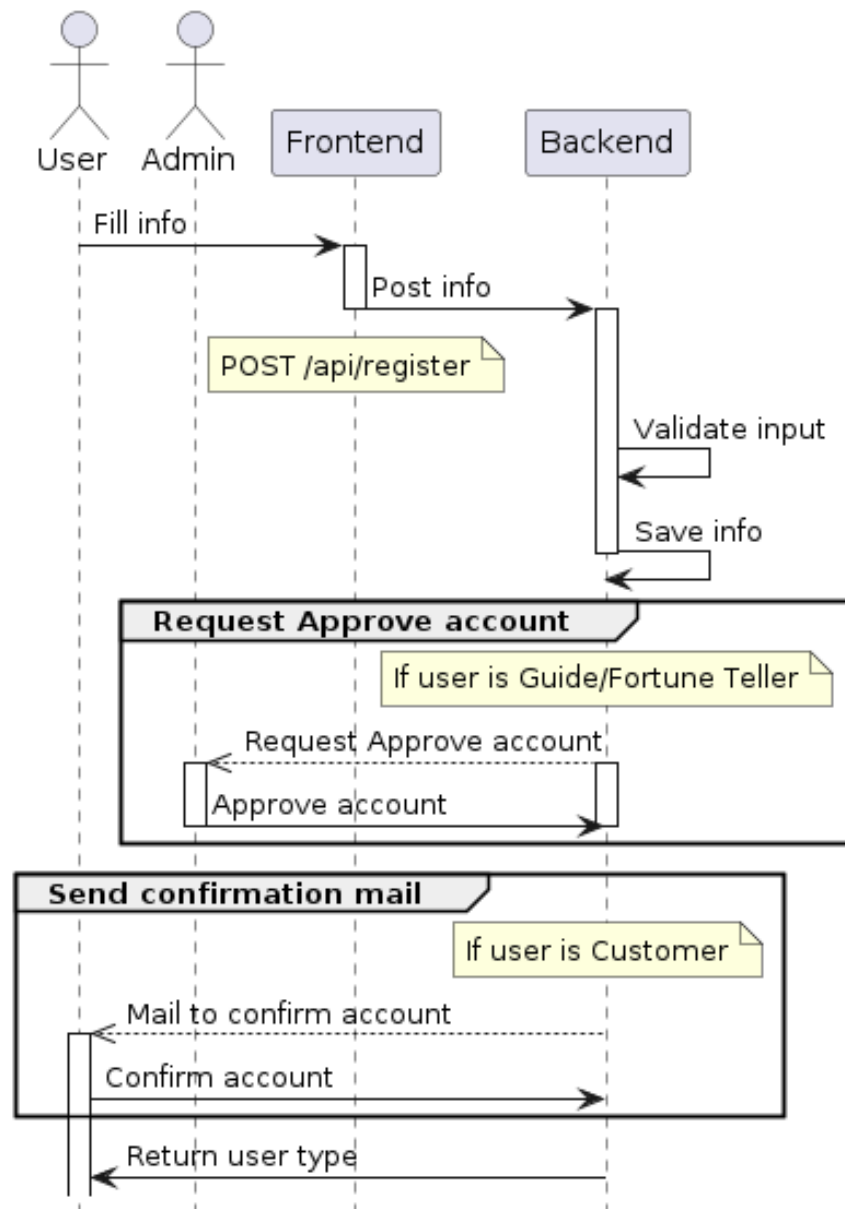 User
Admin
Frontend
Backend
Fill info
Post info
POST /api/register
Validate input
Save info
Request Approve account
If user is Guide/Fortune Teller
Request Approve account
Approve account
Send confirmation mail
If user is Customer
Mail to confirm account
Confirm account
Return user type